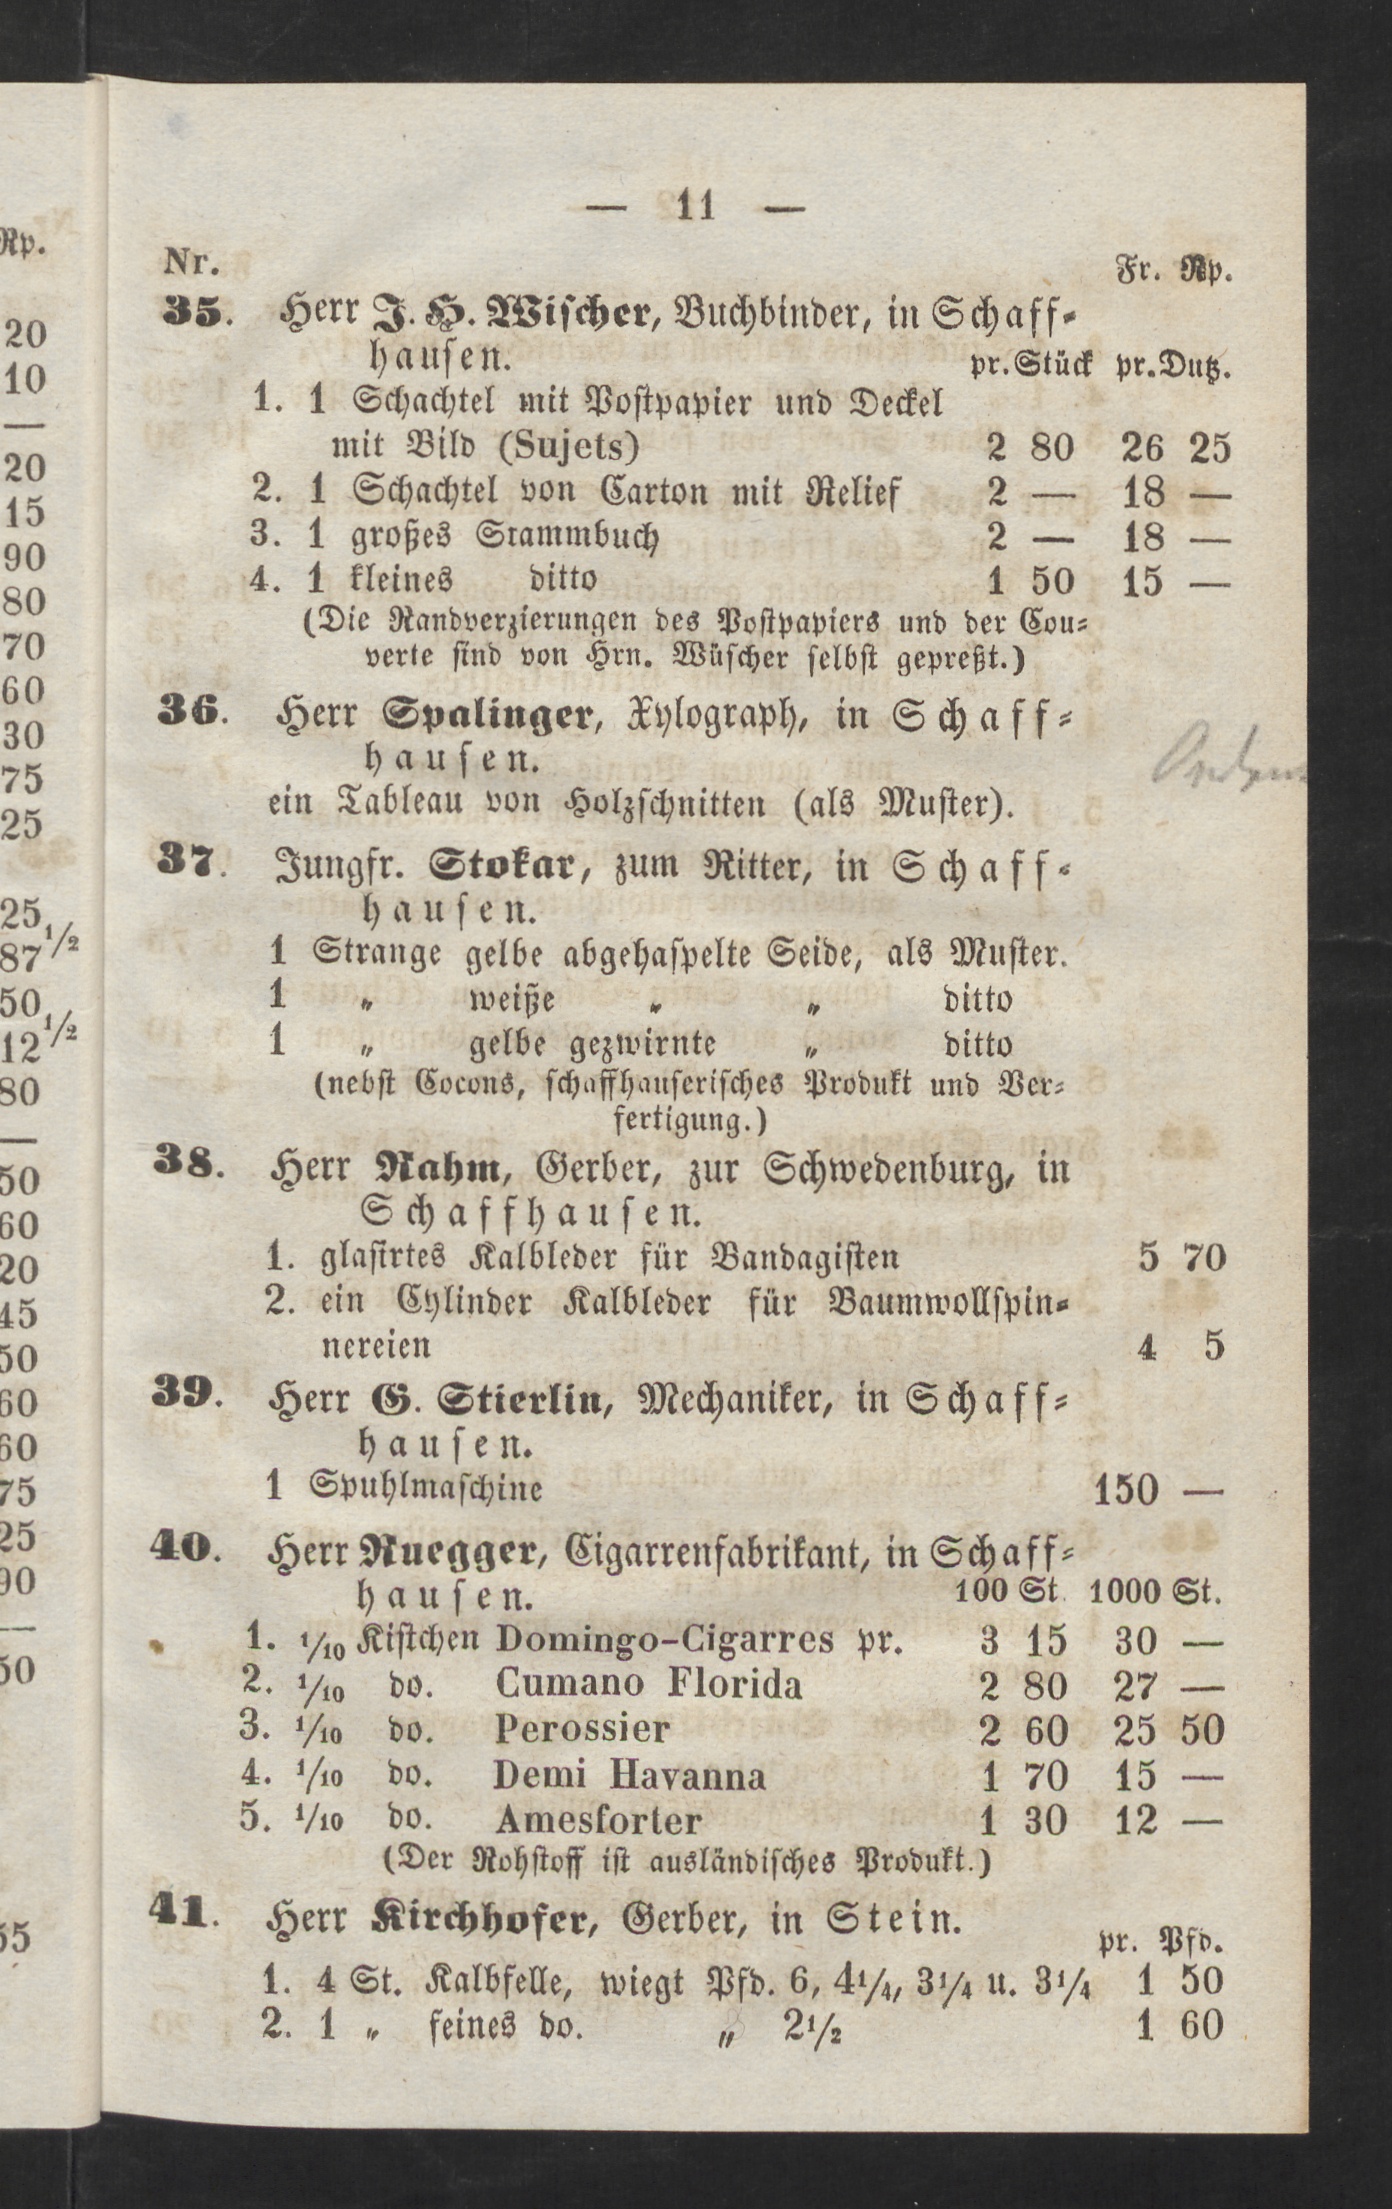 — 11 —
Nr. Fr. Rp.
35. Herr J. H. Wischer, Buchbinder, in Schaff-
hausen. pr. Stück pr. Dutz.
1. 1 Schachtel mit Postpapier und Deckel
mit Bild (Sujets) 2 80 26 25
2. 1 Schachtel von Carton mit Relief 2 — 18 —
3. 1 großes Stammbuch 2 — 18 —
4. 1 kleines ditto 1 50 15 —
(Die Randverzierungen des Postpapiers und der Cou-
verte sind von Hrn. Wüscher selbst gepreßt.)
36. Herr Spalinger, Xylograph, in Schaff-
hausen.
ein Tableau von Holzschnitten (als Muster).
37. Jungfr. Stokar, zum Ritter, in Schaff-
hausen.
1 Strange gelbe abgehaspelte Seide, als Muster.
1 „ weiße „ „ ditto
1 „ gelbe gezwirnte „ ditto
(nebst Cocons, schaffhauserisches Produkt und Ver-
fertigung.)
38. Herr Rahm, Gerber, zur Schwedenburg, in
Schaffhausen.
1. glasirtes Kalbleder für Bandagisten 5 70
2. ein Cylinder Kalbleder für Baumwollspin-
nereien 4 5
39. Herr G. Stierlin, Mechaniker, in Schaff-
hausen.
1 Spuhlmaschine 150 —
40. Herr Ruegger, Cigarrenfabrikant, in Schaff-
hausen. 100 St. 1000 St.
1. 1/10 Kistchen Domingo-Cigarres pr. 3 15 30 —
2. 1/10 do. Cumano Florida 2 80 27 —
3. 1/10 do. Perossier 2 60 25 50
4. 1/10 do. Demi Havanna 1 70 15 —
5. 1/10 do. Amesforter 1 30 12 —
(Der Rohstoff ist ausländisches Produkt.)
41. Herr Kirchhofer, Gerber, in Stein.
pr. Pfd.
1. 4 St. Kalbfelle, wiegt Pfd. 6, 4 1/4, 3 1/4 u. 3 1/4 1 50
2. 1 „ feines do. „ 2 1/2 1 60